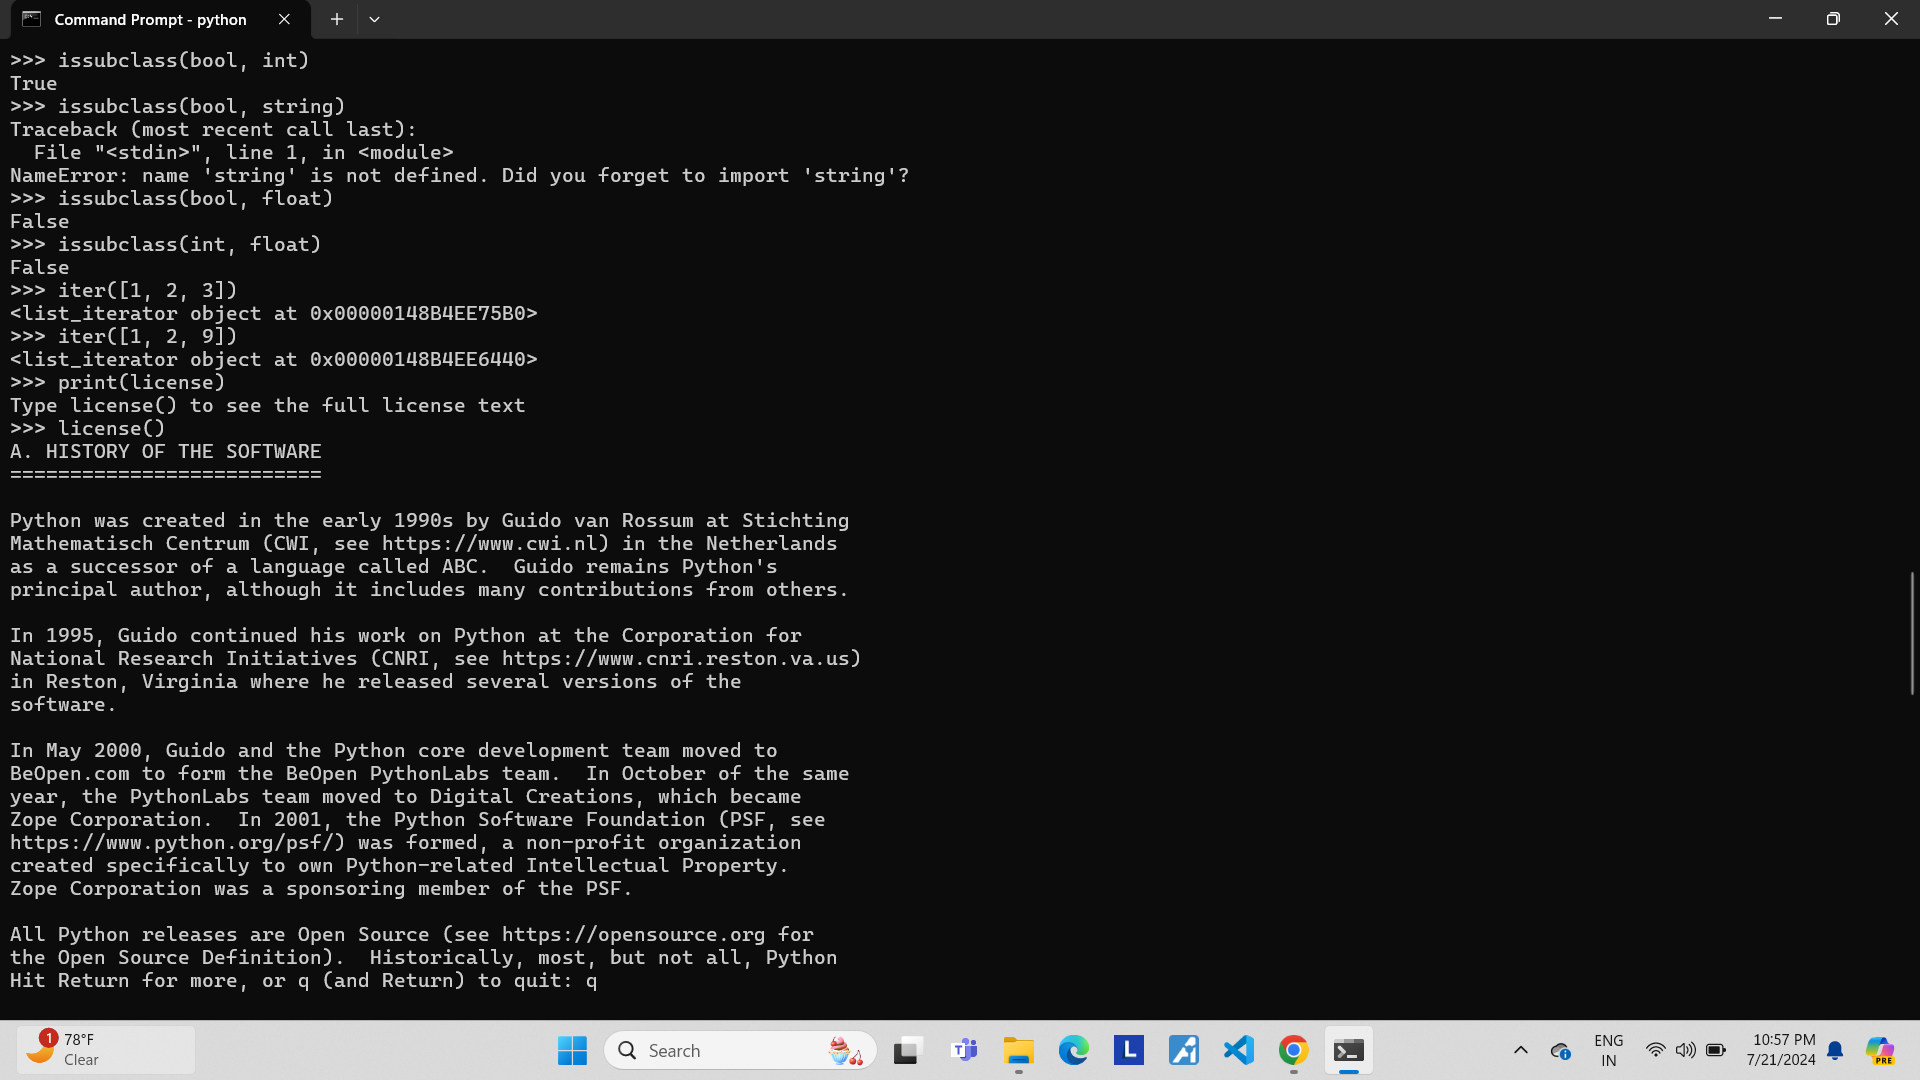 Command Prompt - python
>>> issubclass(bool, int)
True
>>> issubclass(bool, string)
Traceback (most recent call last):
  File "<stdin>", line 1, in <module>
NameError: name 'string' is not defined. Did you forget to import 'string'?
>>> issubclass(bool, float)
False
>>> issubclass(int, float)
False
>>> iter([1, 2, 3])
<list_iterator object at 0x00000148B4EE75B0>
>>> iter([1, 2, 9])
<list_iterator object at 0x00000148B4EE6440>
>>> print(license)
Type license() to see the full license text
>>> license()
A. HISTORY OF THE SOFTWARE
==========================

Python was created in the early 1990s by Guido van Rossum at Stichting
Mathematisch Centrum (CWI, see https://www.cwi.nl) in the Netherlands
as a successor of a language called ABC.  Guido remains Python's
principal author, although it includes many contributions from others.

In 1995, Guido continued his work on Python at the Corporation for
National Research Initiatives (CNRI, see https://www.cnri.reston.va.us)
in Reston, Virginia where he released several versions of the
software.

In May 2000, Guido and the Python core development team moved to
BeOpen.com to form the BeOpen PythonLabs team.  In October of the same
year, the PythonLabs team moved to Digital Creations, which became
Zope Corporation.  In 2001, the Python Software Foundation (PSF, see
https://www.python.org/psf/) was formed, a non-profit organization
created specifically to own Python-related Intellectual Property.
Zope Corporation was a sponsoring member of the PSF.

All Python releases are Open Source (see https://opensource.org for
the Open Source Definition).  Historically, most, but not all, Python
Hit Return for more, or q (and Return) to quit: q
1
78°F
Clear
Search
T
L
PRE
ENG
IN
10:57 PM
7/21/2024